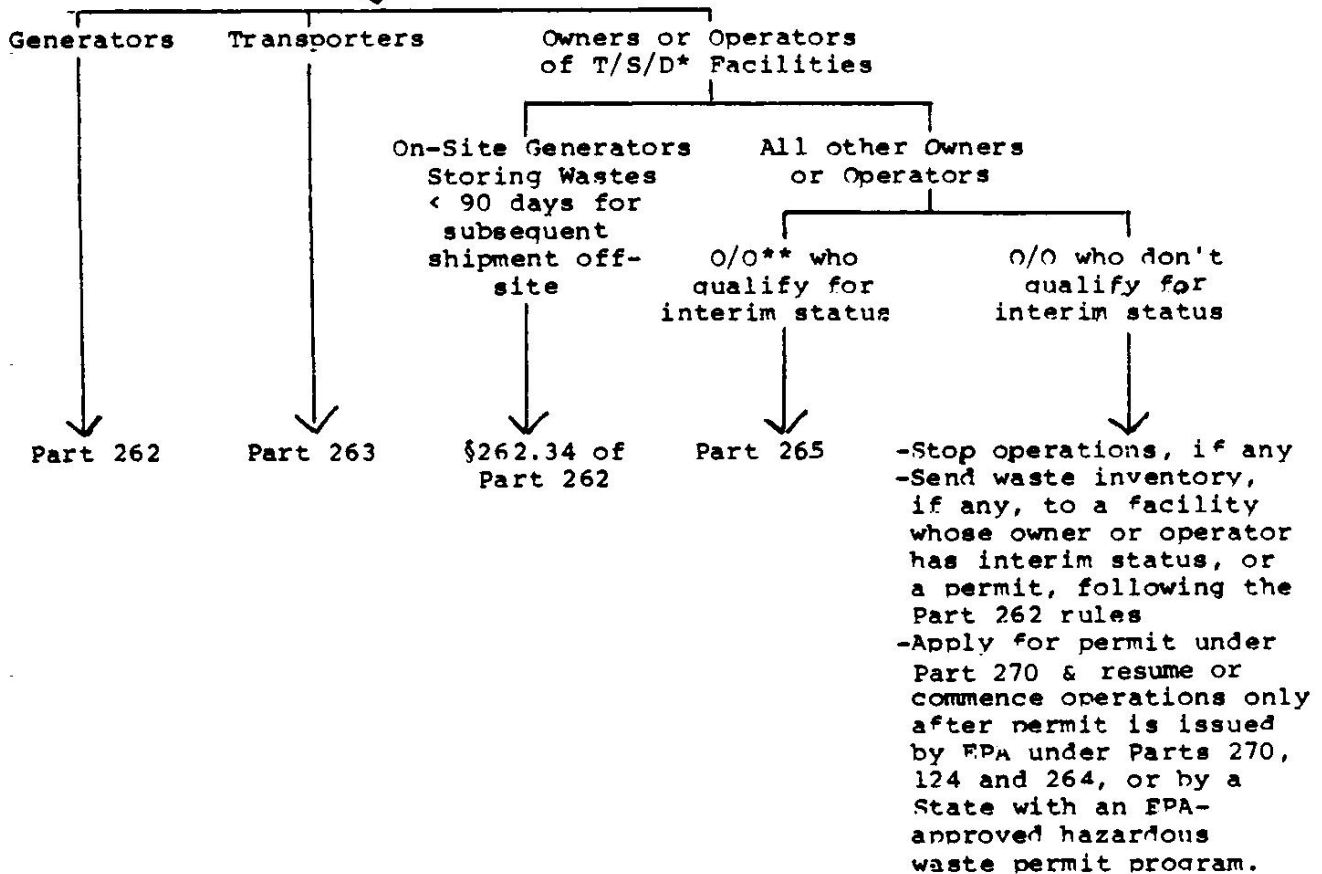 Generators
Transporters
Owners or Operators
of T/S/D* Facilities
On-Site Generators
Storing Wastes
< 90 days for
subsequent
shipment off-
site
All other Owners
or Operators
O/O** who
qualify for
interim status
O/O who don't
qualify for
interim status
Part 262
Part 263
§262.34 of
Part 262
Part 265
-Stop operations, if any
-Send waste inventory,
if any, to a facility
whose owner or operator
has interim status, or
a permit, following the
Part 262 rules
-Apply for permit under
Part 270 & resume or
commence operations only
after permit is issued
by EPA under Parts 270,
124 and 264, or by a
State with an EPA-
approved hazardous
waste permit program.